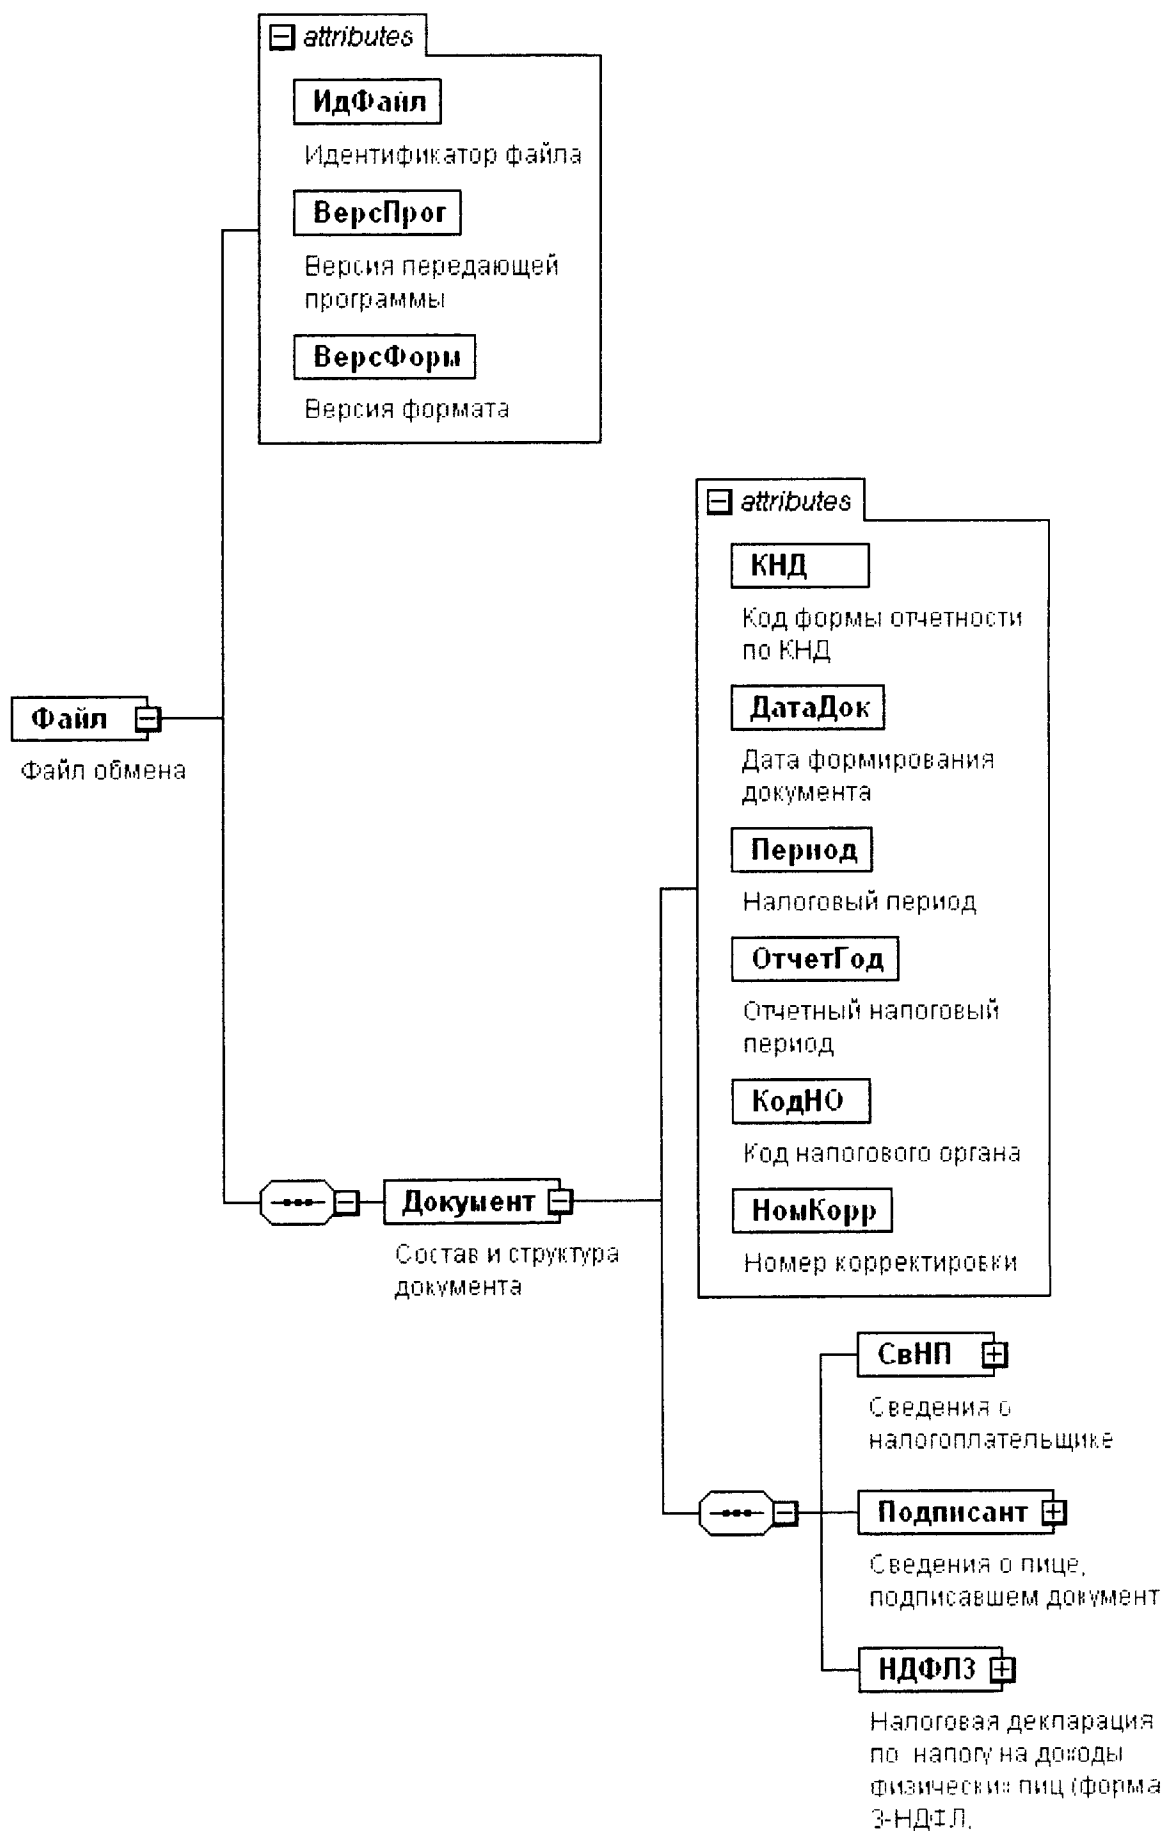 attributes
ИдФайл
Идентификатор файла
ВерсПрог
Версия передающей
программы
ВерсФорм
Версия формата
attributes
КНД
Код формы отчетности
по КНД
ДатаДок
Дата формирования
документа
Период
Налоговый период
ОтчетГод
Отчетный налоговый
период
КодНО
Код налогового органа
НомКорр
Номер корректировки
Файл
Файл обмена
Документ
Состав и структура
документа
СвНП
Сведения о
налогоплательщике
Подписант
Сведения о лице,
подписавшем документ
НДФЛ3
Налоговая декларация
по налогу на доходы
физических лиц (форма
3-НДФЛ,